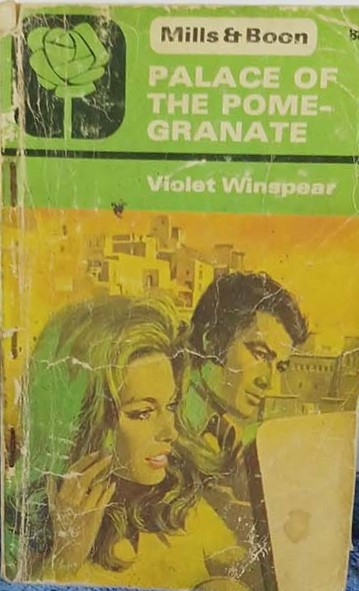 Mills & Boon
PALACE OF
THE POME-
GRANATE
Violet Winspear